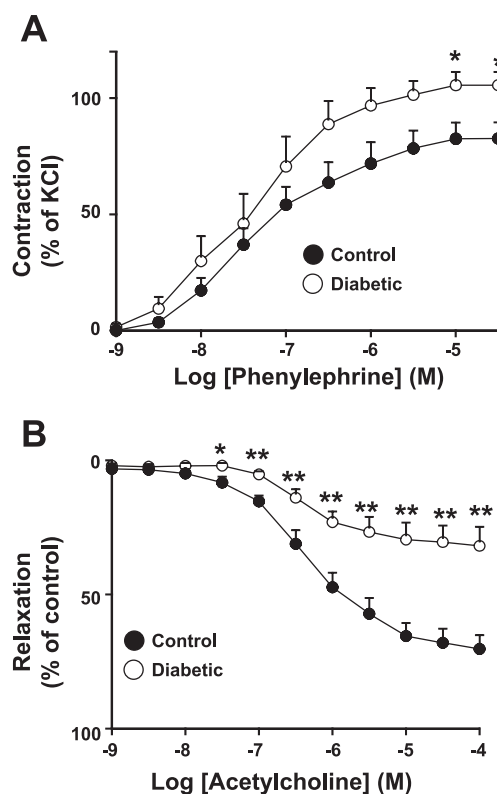 A
* *
100
50
0
Contraction
(% of KCl)
Control
Diabetic
-9 -8 -7 -6 -5
Log [Phenylephrine] (M)
B
0
* ** ** ** ** ** ** **
50
100
Relaxation
(% of control)
Control
Diabetic
-9 -8 -7 -6 -5 -4
Log [Acetylcholine] (M)